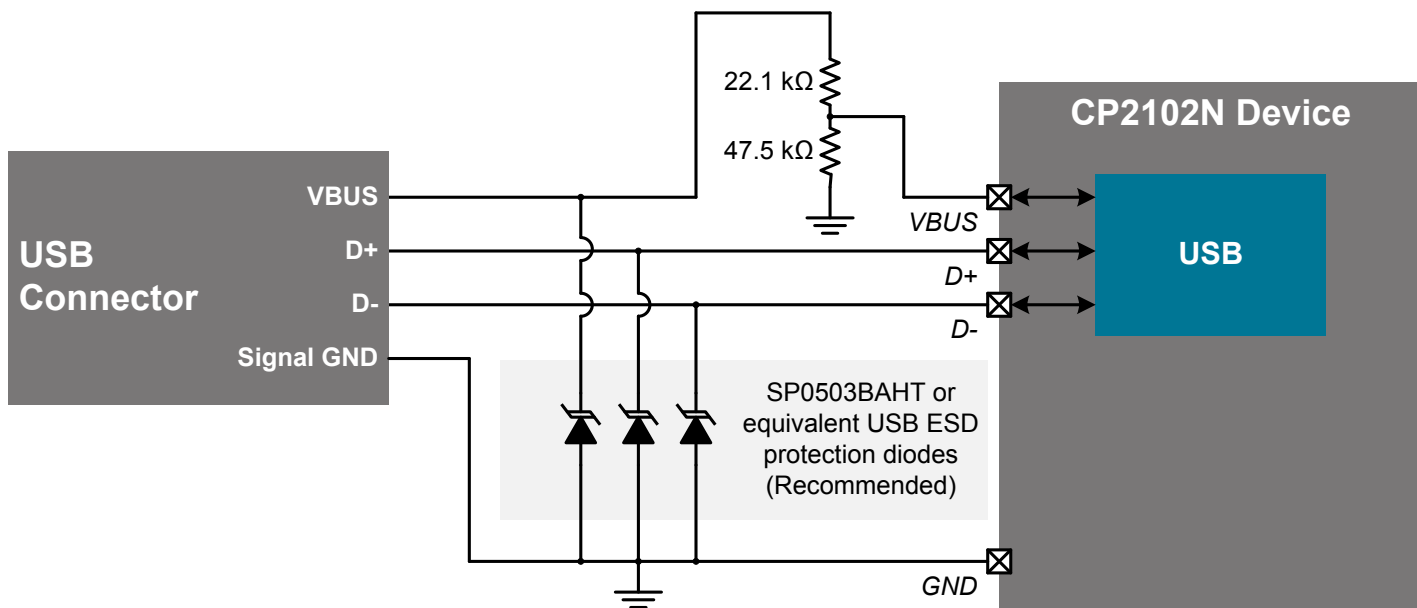 22.1 kΩ
47.5 kΩ
CP2102N Device
USB
Connector
VBUS
D+
D-
Signal GND
VBUS
D+
D-
GND
USB
SP0503BAHT or
equivalent USB ESD
protection diodes
(Recommended)